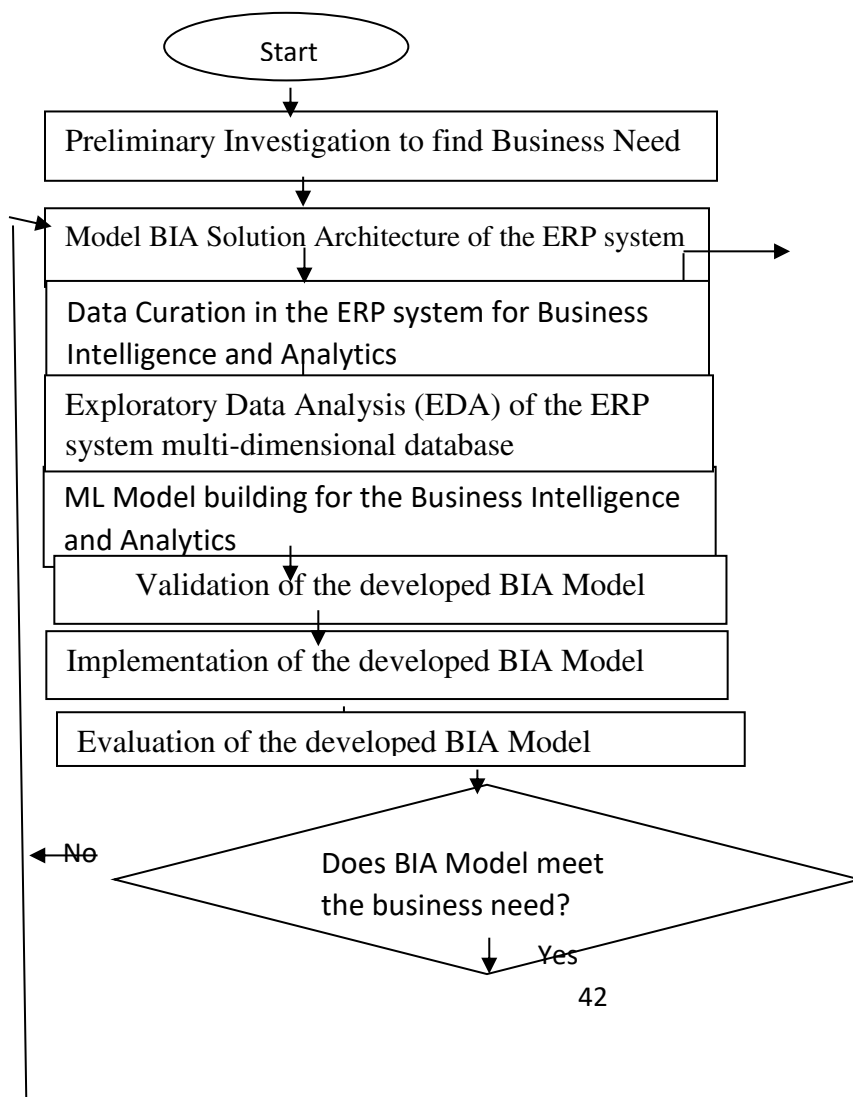 Start
Preliminary Investigation to find Business Need
Model BIA Solution Architecture of the ERP system
Data Curation in the ERP system for Business
Intelligence and Analytics
Exploratory Data Analysis (EDA) of the ERP
system multi-dimensional database
ML Model building for the Business Intelligence
and Analytics
Validation of the developed BIA Model
Implementation of the developed BIA Model
Evaluation of the developed BIA Model
No
Does BIA Model meet
the business need?
Yes
42